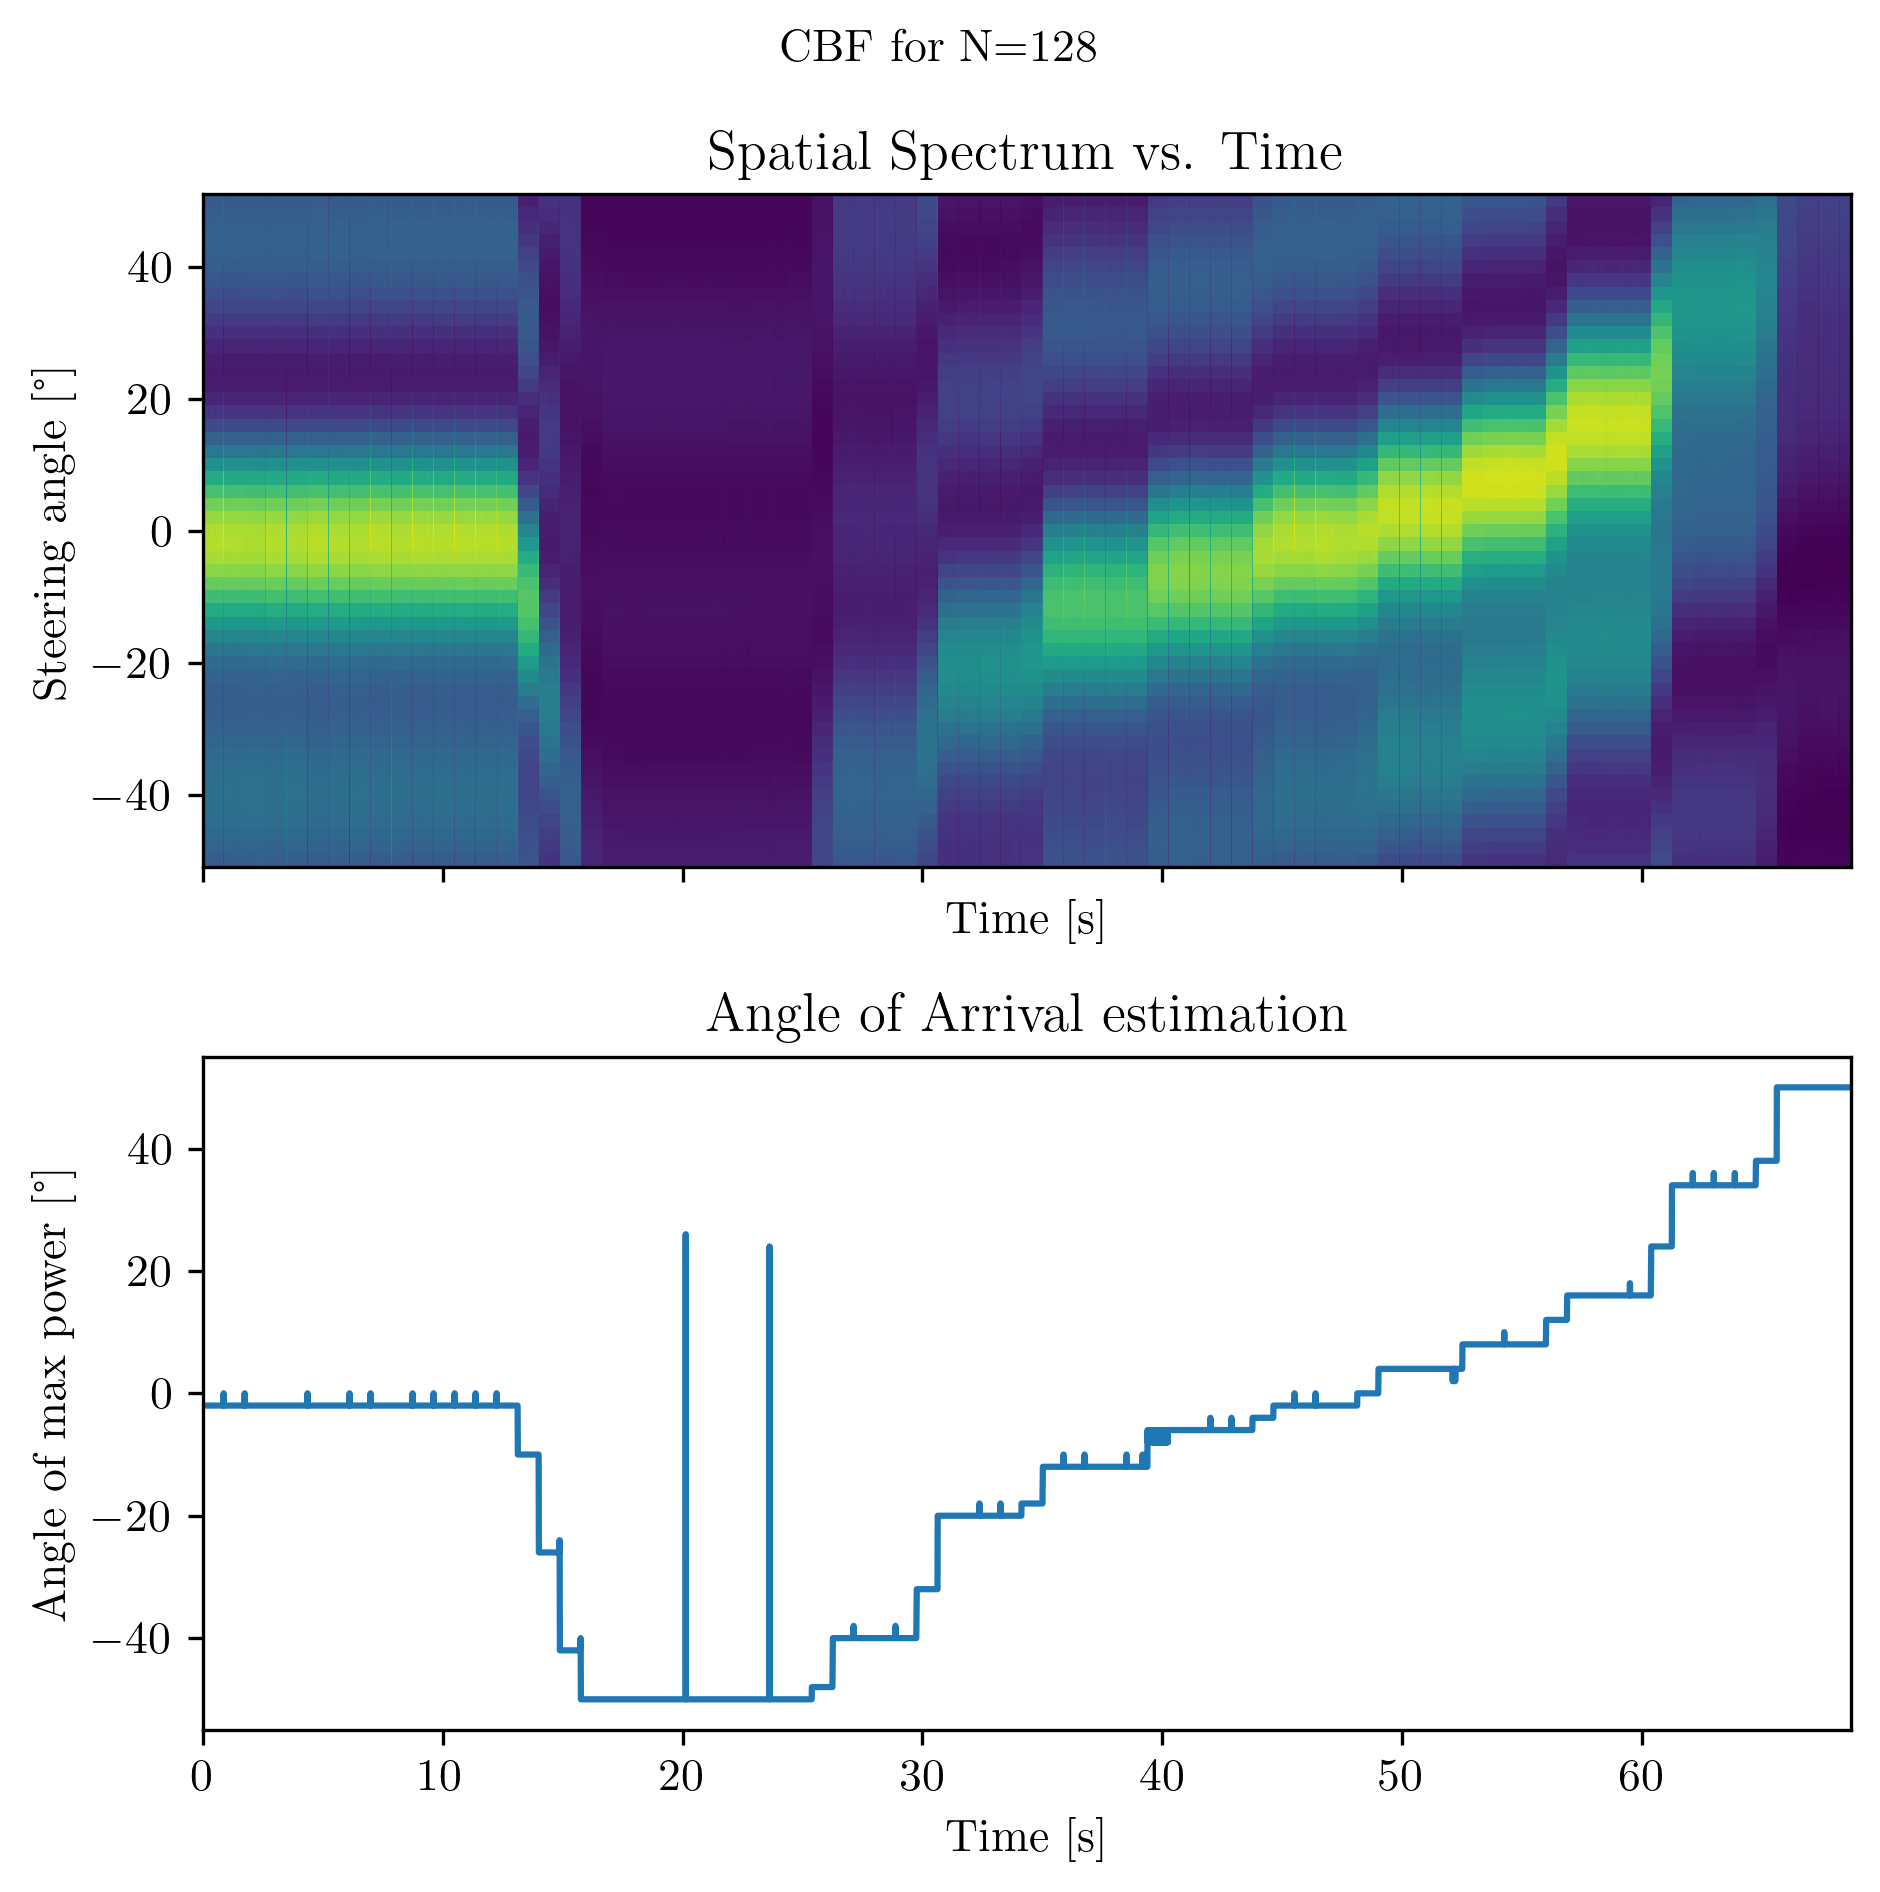 CBF for N=128
Spatial Spectrum vs. Time
Steering angle [°]
40
20
0
−20
−40
Time [s]
Angle of Arrival estimation
Angle of max power [°]
40
20
0
−20
−40
0 10 20 30 40 50 60
Time [s]